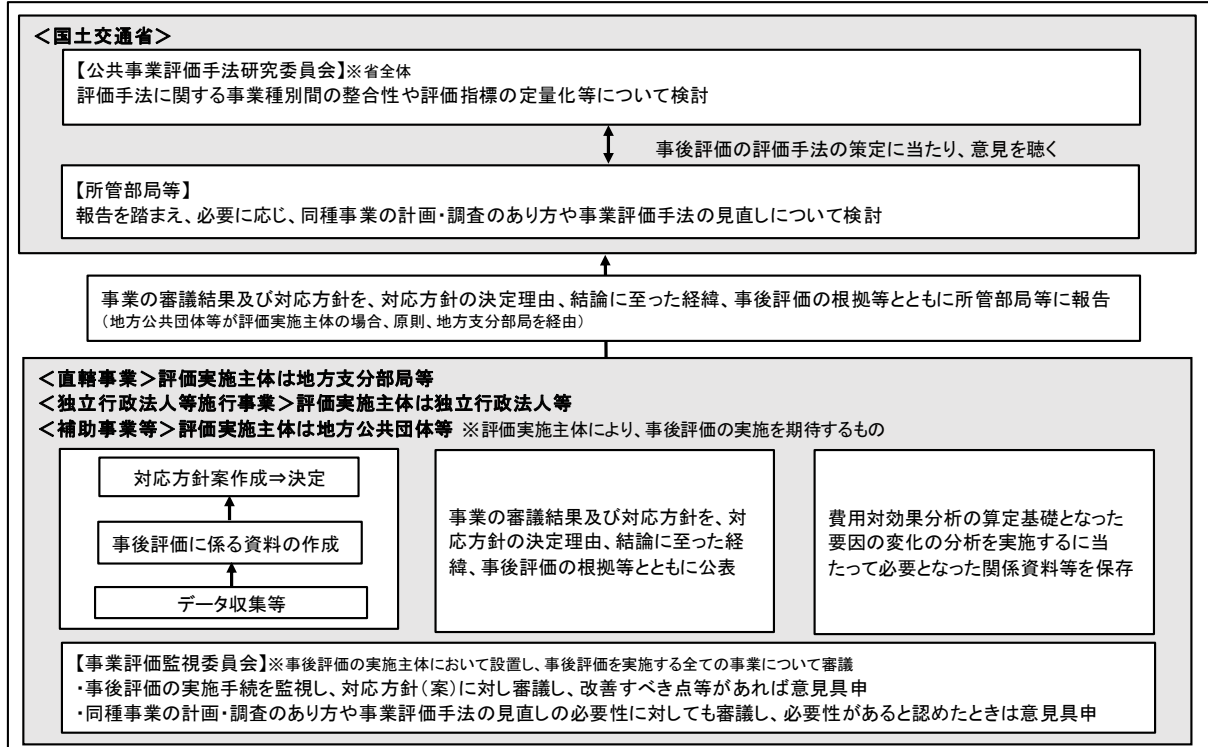 ＜国土交通省＞
【公共事業評価手法研究委員会】※省全体
評価手法に関する事業種別間の整合性や評価指標の定量化等について検討
事後評価の評価手法の策定に当たり、意見を聴く
【所管部局等】
報告を踏まえ、必要に応じ、同種事業の計画・調査のあり方や事業評価手法の見直しについて検討
事業の審議結果及び対応方針を、対応方針の決定理由、結論に至った経緯、事後評価の根拠等とともに所管部局等に報告
（地方公共団体等が評価実施主体の場合、原則、地方支分部局を経由）
＜直轄事業＞評価実施主体は地方支分部局等
＜独立行政法人等施行事業＞評価実施主体は独立行政法人等
＜補助事業等＞評価実施主体は地方公共団体等 ※評価実施主体により、事後評価の実施を期待するもの
対応方針案作成⇒決定
事後評価に係る資料の作成
データ収集等
事業の審議結果及び対応方針を、対
応方針の決定理由、結論に至った経
緯、事後評価の根拠等とともに公表
費用対効果分析の算定基礎となった
要因の変化の分析を実施するに当
たって必要となった関係資料等を保存
【事業評価監視委員会】※事後評価の実施主体において設置し、事後評価を実施する全ての事業について審議
・事後評価の実施手続を監視し、対応方針（案）に対し審議し、改善すべき点等があれば意見具申
・同種事業の計画・調査のあり方や事業評価手法の見直しの必要性に対しても審議し、必要性があると認めたときは意見具申